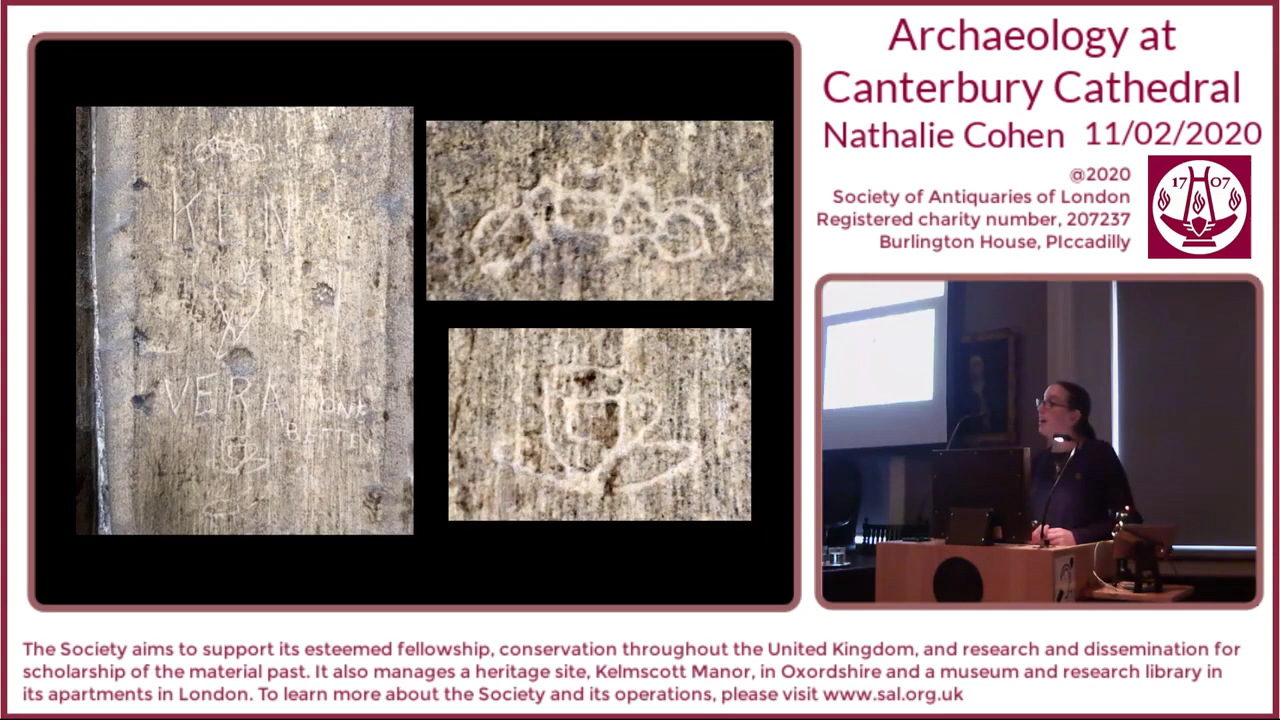 Archaeology at
Canterbury Cathedral
Nathalie Cohen 11/02/2020
@2020
Society of Antiquaries of London
Registered charity number, 207237
Burlington House, PIccadilly
17 07
KEN
VERA
The Society aims to support its esteemed fellowship, conservation throughout the United Kingdom, and research and dissemination for
scholarship of the material past. It also manages a heritage site, Kelmscott Manor, in Oxordshire and a museum and research library in
its apartments in London. To learn more about the Society and its operations, please visit www.sal.org.uk